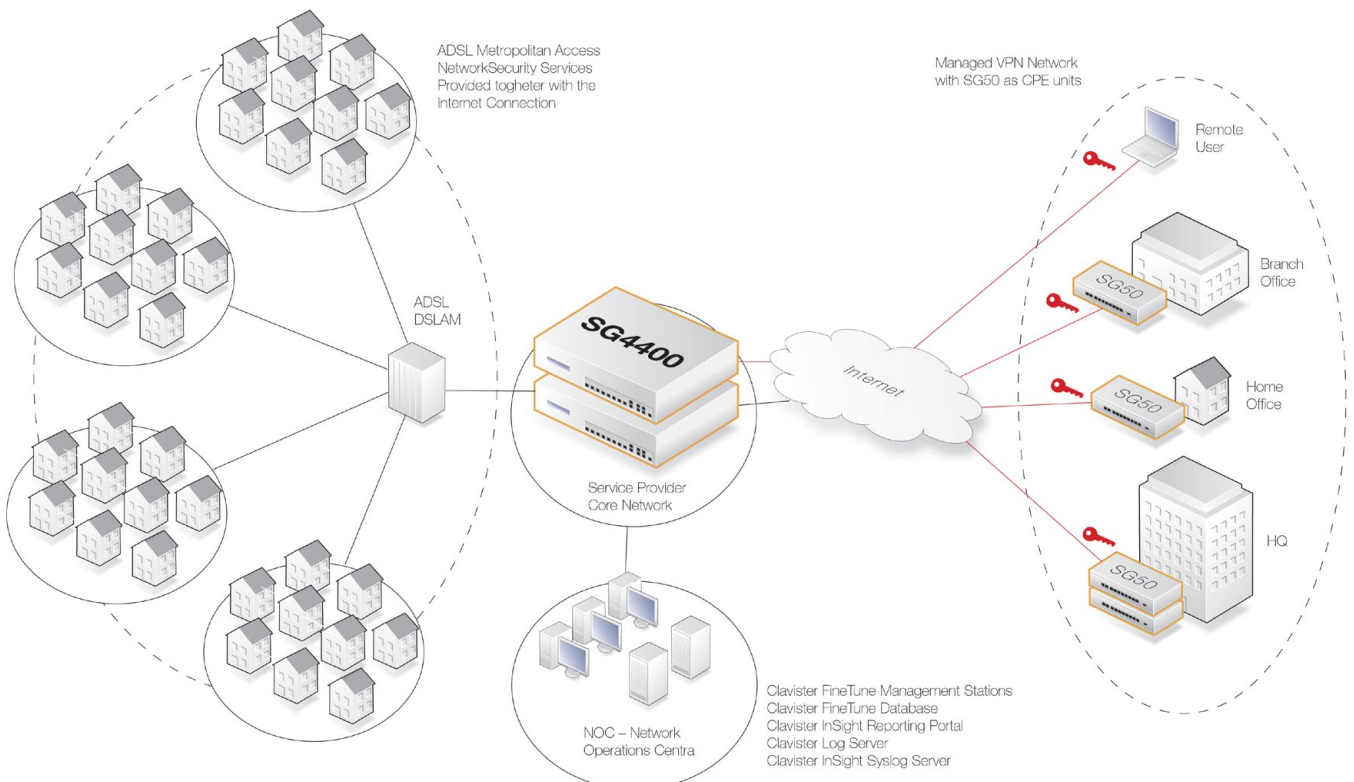 ADSL Metropolitan Access
NetworkSecurity Services
Provided togheter with the
Internet Connection
Managed VPN Network
with SG50 as CPE units
Remote
User
Branch
Office
SG50
ADSL
DSLAM
SG4400
Internet
Home
Office
SG50
Service Provider
Core Network
HQ
SG50
NOC – Network
Operations Centra
Clavister FineTune Management Stations
Clavister FineTune Database
Clavister InSight Reporting Portal
Clavister Log Server
Clavister InSight Syslog Server